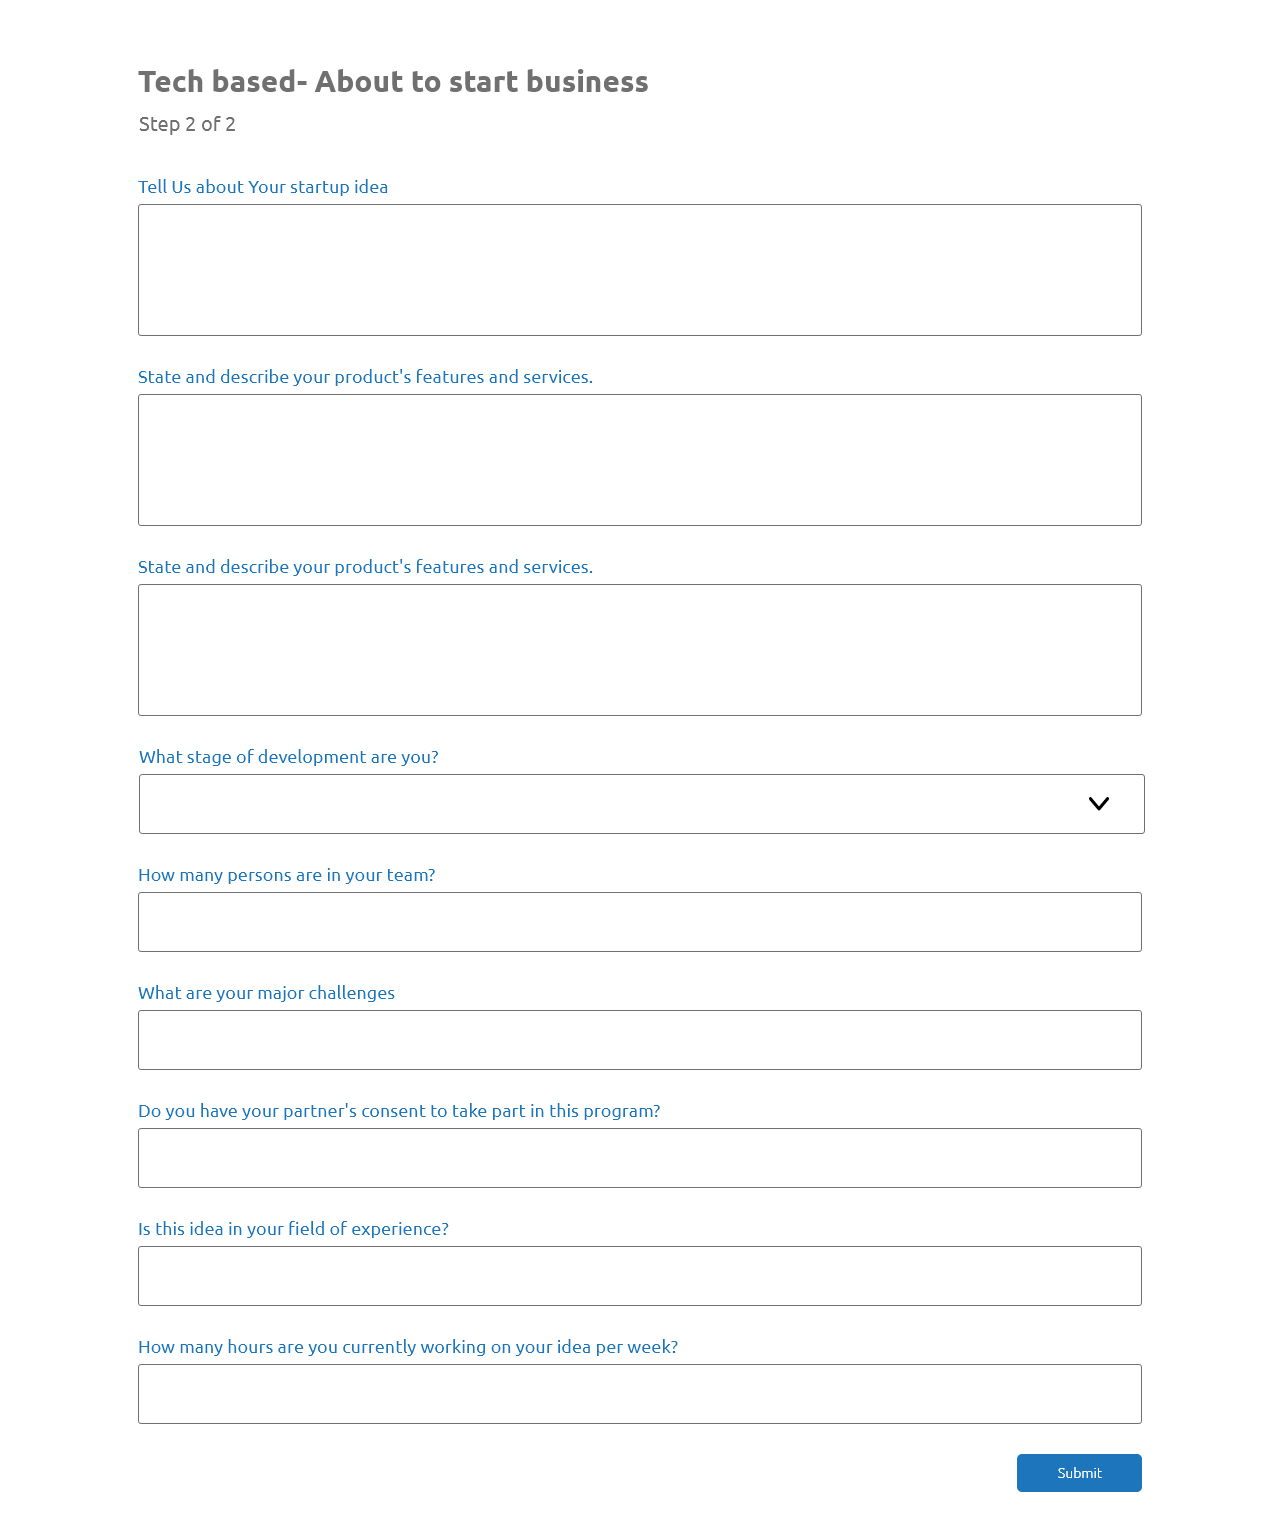 Tech based- About to start business
Step 2 of 2
Tell Us about Your startup idea
State and describe your product's features and services.
State and describe your product's features and services.
What stage of development are you?
How many persons are in your team?
What are your major challenges
Do you have your partner's consent to take part in this program?
Is this idea in your field of experience?
How many hours are you currently working on your idea per week?
Submit